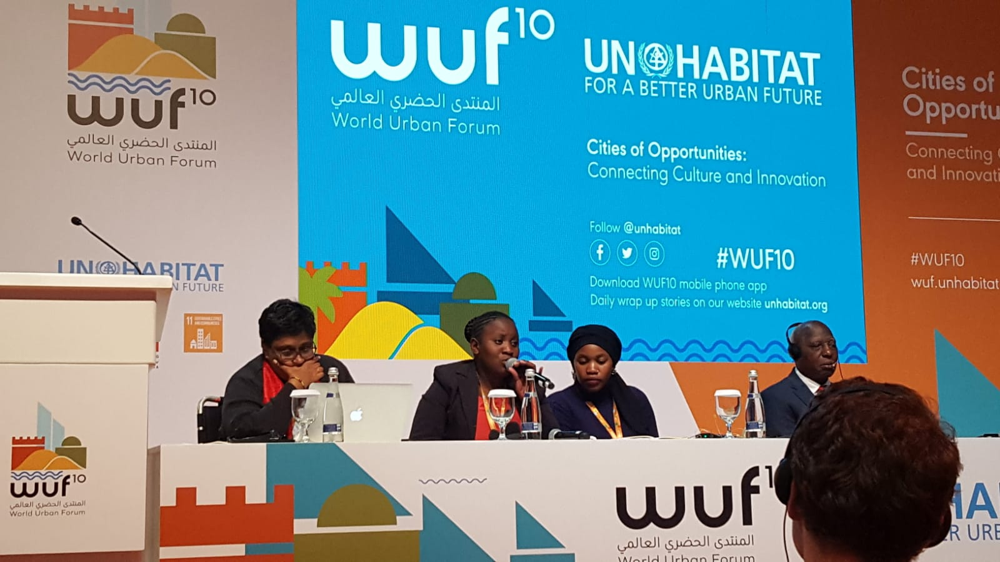 wuf10
المنتدى الحضري العالمي
World Urban Forum
UN HABITAT
N FUTURE
11 SUSTAINABLE CITIES
AND COMMUNITIES
wuf10
المنتدى الحضري العالمي
World Urban Forum
wuf10
المنتدى الحضري العالمي
World Urban Forum
UN HABITAT
FOR A BETTER URBAN FUTURE
Cities of Opportunities:
Connecting Culture and Innovation
Follow @unhabitat
#WUF10
Download WUF10 mobile phone app
Daily wrap up stories on our website unhabitat.org
Cities of
Opportu
Connecting
and Innovati
#WUF10
wuf.unhabitat
wuf1
المنتدى الحضري العالمي
World Urban Forum
HA
R URB